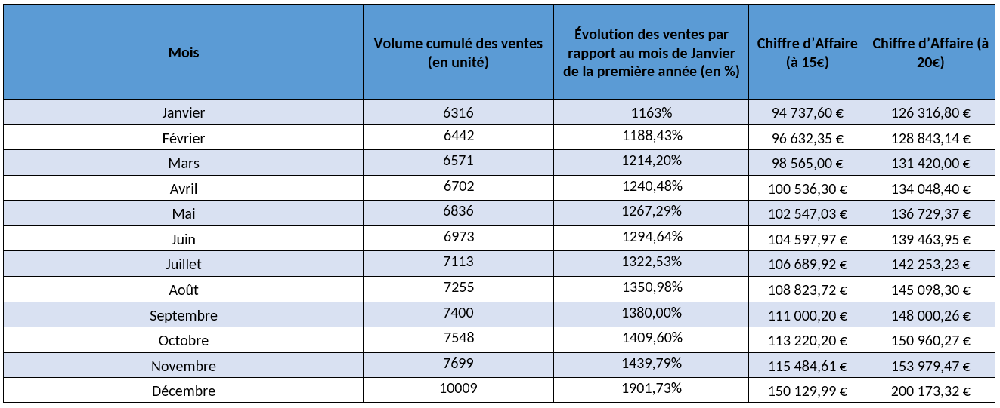 Mois
Volume cumulé des ventes
(en unité)
Évolution des ventes par
rapport au mois de Janvier
de la première année (en %)
Chiffre d’Affaire
(à 15€)
Chiffre d’Affaire (à
20€)
Janvier 6316 1163% 94 737,60 € 126 316,80 €
Février 6442 1188,43% 96 632,35 € 128 843,14 €
Mars 6571 1214,20% 98 565,00 € 131 420,00 €
Avril 6702 1240,48% 100 536,30 € 134 048,40 €
Mai 6836 1267,29% 102 547,03 € 136 729,37 €
Juin 6973 1294,64% 104 597,97 € 139 463,95 €
Juillet 7113 1322,53% 106 689,92 € 142 253,23 €
Août 7255 1350,98% 108 823,72 € 145 098,30 €
Septembre 7400 1380,00% 111 000,20 € 148 000,26 €
Octobre 7548 1409,60% 113 220,20 € 150 960,27 €
Novembre 7699 1439,79% 115 484,61 € 153 979,47 €
Décembre 10009 1901,73% 150 129,99 € 200 173,32 €